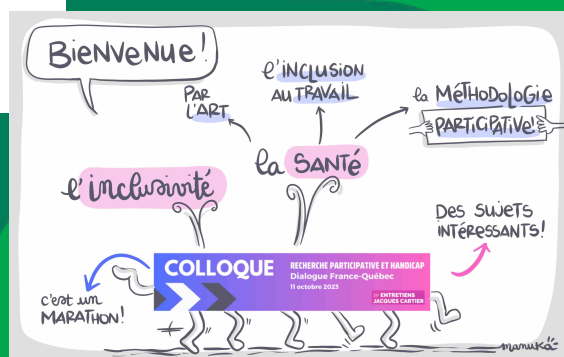 BIENVENUE!
l'INCLUSION
AU TRAVAIL
PAR
L'ART
la MÉTHODOLOGIE
PARTICIPATIVE!
la SANTÉ
l'inclusivité
DES SUJETS
INTÉRESSANTS!
COLLOQUE
RECHERCHE PARTICIPATIVE ET HANDICAP
Dialogue France-Québec
11 octobre 2023
ENTRETIENS
JACQUES CARTIER
c'est un
MARATHON!
manuka